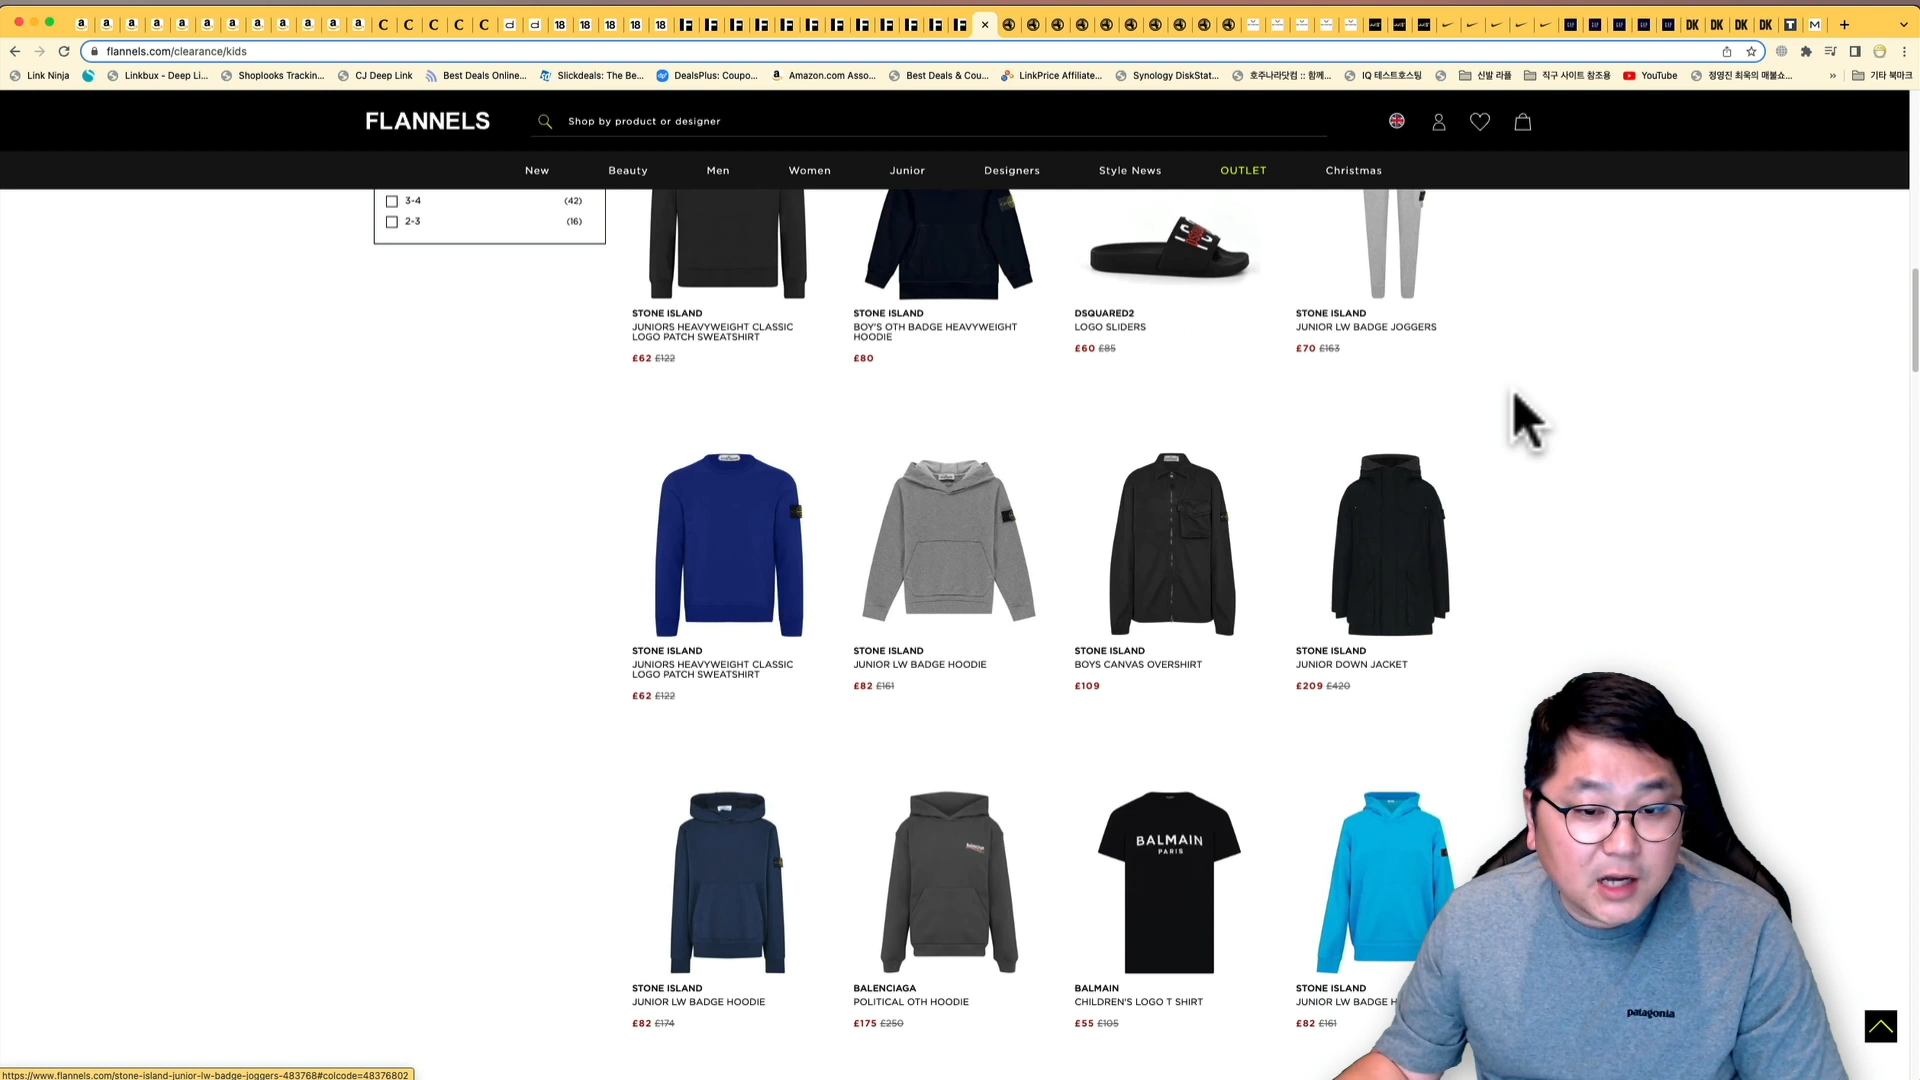 flannels.com/clearance/kids
Link Ninja
Linkbux - Deep Li...
Shoplooks Trackin...
CJ Deep Link
Best Deals Online...
Slickdeals: The Be...
DealsPlus: Coupo...
Amazon.com Asso...
Best Deals & Cou...
LinkPrice Affiliate...
Synology DiskStat...
호주나라닷컴 :: 함께...
IQ 테스트호스팅
신발 라플
직구 사이트 참조용
YouTube
정영진 최욱의 매불쇼...
»
기타 북마크
FLANNELS
Shop by product or designer
New
Beauty
Men
Women
Junior
Designers
Style News
OUTLET
Christmas
3-4 (42)
2-3 (16)
STONE ISLAND
JUNIORS HEAVYWEIGHT CLASSIC
LOGO PATCH SWEATSHIRT
£62 £122
STONE ISLAND
BOY'S OTH BADGE HEAVYWEIGHT
HOODIE
£80
DSQUARED2
LOGO SLIDERS
£60 £85
STONE ISLAND
JUNIOR LW BADGE JOGGERS
£70 £163
STONE ISLAND
JUNIORS HEAVYWEIGHT CLASSIC
LOGO PATCH SWEATSHIRT
£62 £122
STONE ISLAND
JUNIOR LW BADGE HOODIE
£82 £161
STONE ISLAND
BOYS CANVAS OVERSHIRT
£109
STONE ISLAND
JUNIOR DOWN JACKET
£209 £420
BALMAIN
PARIS
STONE ISLAND
JUNIOR LW BADGE HOODIE
£82 £174
BALENCIAGA
POLITICAL OTH HOODIE
£175 £250
BALMAIN
CHILDREN'S LOGO T SHIRT
£55 £105
STONE ISLAND
JUNIOR LW BADGE H
£82 £161
patagonia
https://www.flannels.com/stone-island-junior-lw-badge-joggers-483768#colcode=48376802